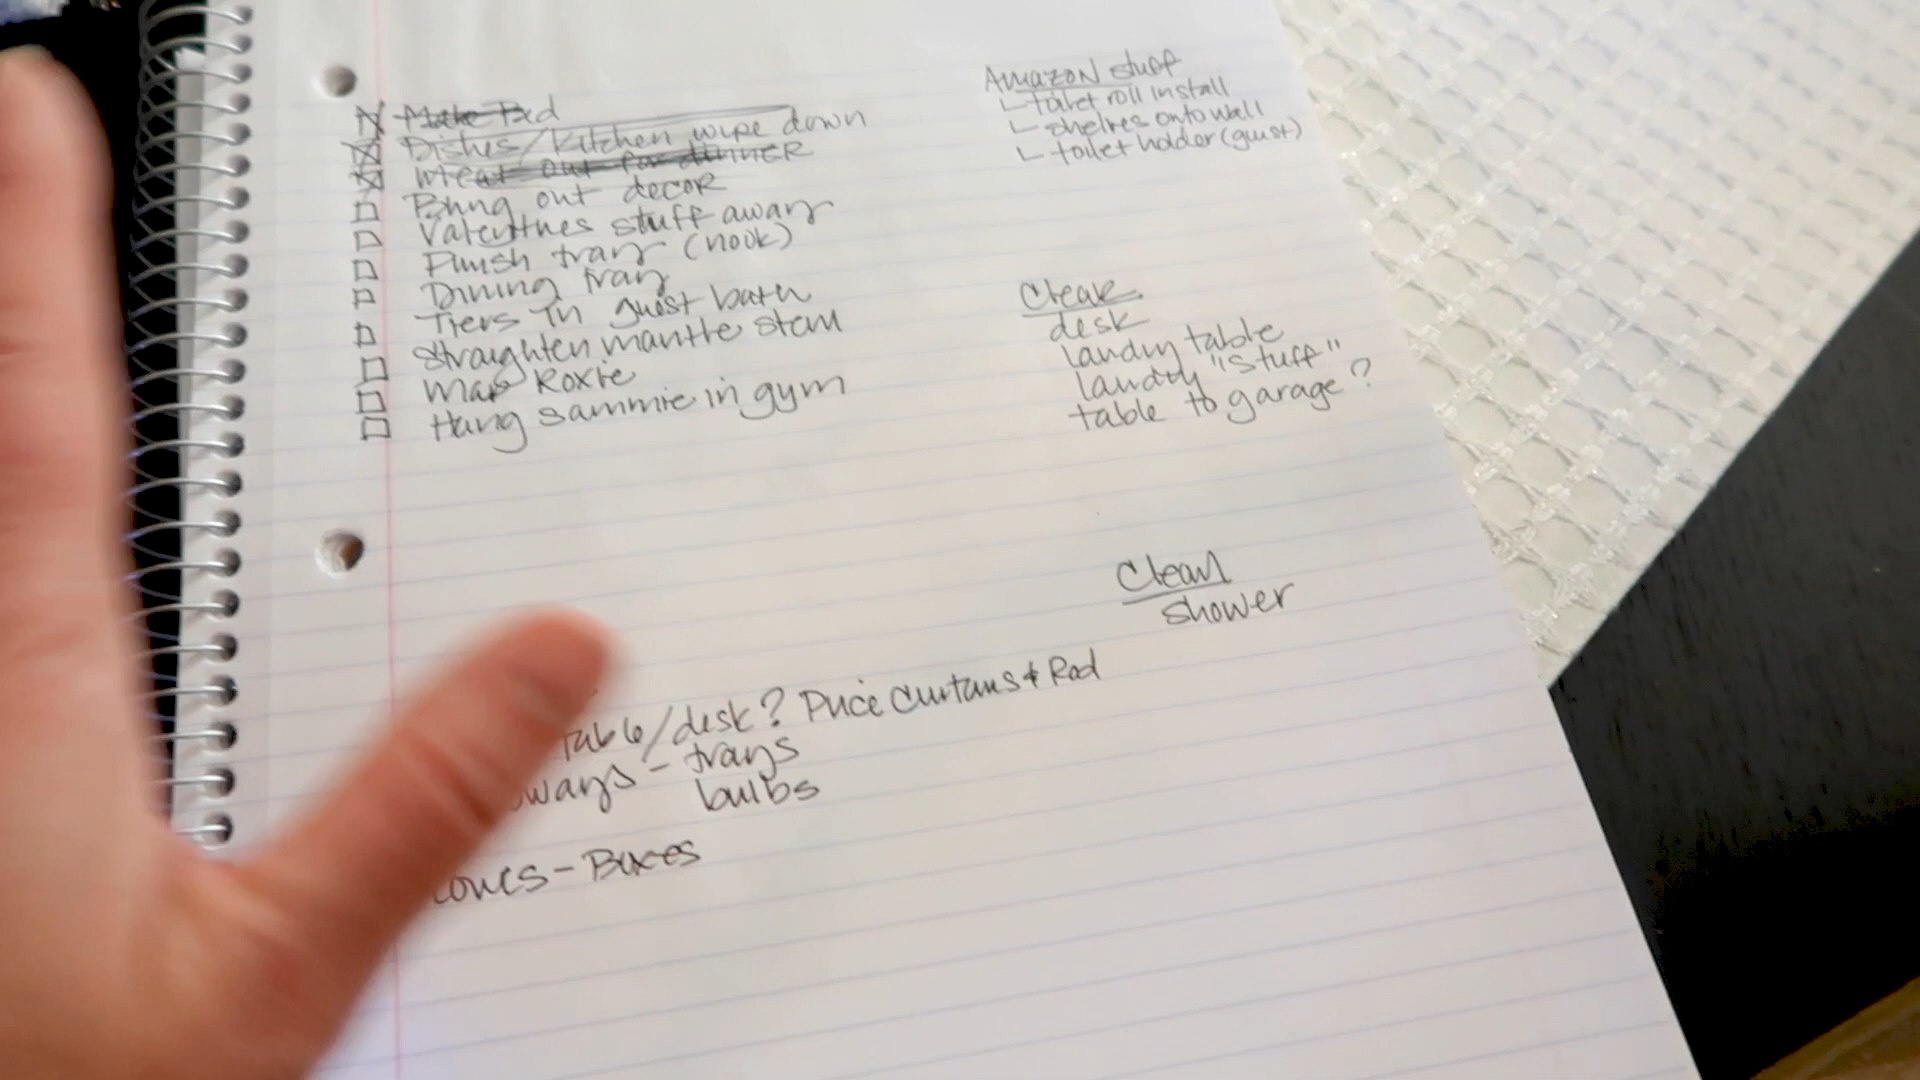 Make Bed
Dishes/kitchen wipe down
Meat out for dinner
Bring out decor
Valentines stuff away
Finish tray (nook)
Dining tray
Tiers in guest bath
Straighten mantle stem
Map Roxie
Hang sammie in gym
Amazon stuff
toilet roll install
shelves onto wall
toilet holder (guest)
Clear
desk
laundry table
laundry "stuff"
table to garage?
Clean
shower
table/desk? Price Curtains + Rod
trays
bulbs
Boxes